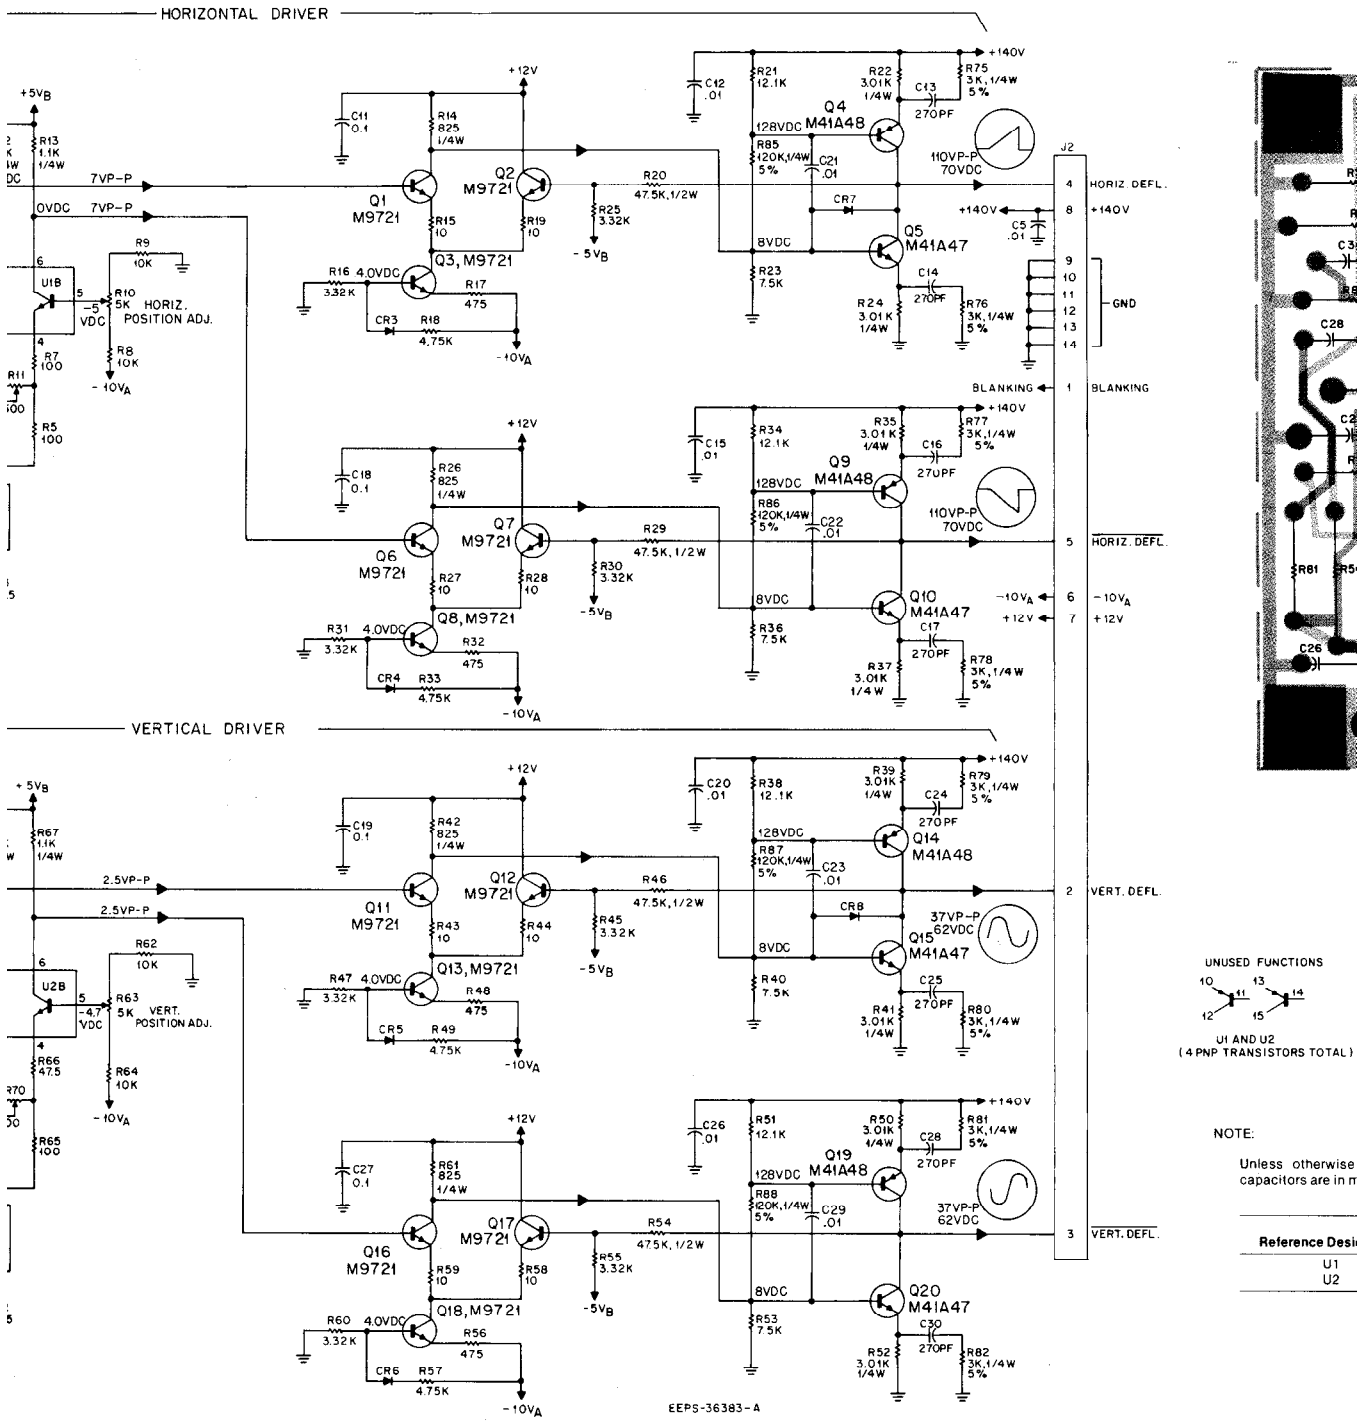 HORIZONTAL DRIVER
+5VB
R13
1.1K
1/4W
7VP-P
0VDC
7VP-P
6
U1B
5
-5
VDC
4
R9
10K
R10
5K
HORIZ.
POSITION ADJ.
R8
10K
-10VA
R7
100
R11
R5
100
+12V
C11
0.1
R14
825
1/4W
Q1
M9721
Q2
M9721
R15
10
R19
10
Q3, M9721
R16
3.32K
4.0VDC
R17
475
CR3
R18
4.75K
-10VA
R20
47.5K,1/2W
R25
3.32K
-5VB
C12
.01
R21
12.1K
R22
3.01K
1/4W
C13
270PF
R75
3K,1/4W
5%
+140V
128VDC
Q4
M41A48
R85
120K,1/4W
5%
C21
.01
CR7
8VDC
Q5
M41A47
R23
7.5K
R24
3.01K
1/4W
C14
270PF
R76
3K,1/4W
5%
110VP-P
70VDC
J2
4 HORIZ. DEFL.
+140V
8 +140V
C5
.01
9
10
11
12
13
14
GND
BLANKING 1 BLANKING
+12V
C18
0.1
R26
825
1/4W
Q6
M9721
Q7
M9721
R27
10
R28
10
Q8, M9721
R31
3.32K
4.0VDC
R32
475
CR4
R33
4.75K
-10VA
R29
47.5K, 1/2W
R30
3.32K
-5VB
C15
.01
R34
12.1K
R35
3.01K
1/4W
C16
270PF
R77
3K,1/4W
5%
+140V
128VDC
Q9
M41A48
R86
120K,1/4W
5%
C22
.01
8VDC
Q10
M41A47
R36
7.5K
R37
3.01K
1/4W
C17
270PF
R78
3K,1/4W
5%
110VP-P
70VDC
5 HORIZ. DEFL.
-10VA 6 -10VA
+12V 7 +12V
VERTICAL DRIVER
+5VB
R67
1.1K
1/4W
2.5VP-P
2.5VP-P
6
U2B
5
-4.7
VDC
4
R62
10K
R63
5K
VERT.
POSITION ADJ.
R64
10K
-10VA
R66
47.5
R70
R65
100
+12V
C19
0.1
R42
825
1/4W
Q11
M9721
Q12
M9721
R43
10
R44
10
Q13, M9721
R47
3.32K
4.0VDC
R48
475
CR5
R49
4.75K
-10VA
R46
47.5K,1/2W
R45
3.32K
-5VB
C20
.01
R38
12.1K
R39
3.01K
1/4W
C24
270PF
R79
3K,1/4W
5%
+140V
128VDC
Q14
M41A48
R87
120K,1/4W
5%
C23
.01
CR8
8VDC
Q15
M41A47
R40
7.5K
R41
3.01K
1/4W
C25
270PF
R80
3K,1/4W
5%
37VP-P
62VDC
2 VERT. DEFL.
+12V
C27
0.1
R61
825
1/4W
Q16
M9721
Q17
M9721
R59
10
R58
10
Q18, M9721
R60
3.32K
4.0VDC
R56
475
CR6
R57
4.75K
-10VA
R54
47.5K, 1/2W
R55
3.32K
-5VB
C26
.01
R51
12.1K
R50
3.01K
1/4W
C28
270PF
R81
3K,1/4W
5%
+140V
128VDC
Q19
M41A48
R88
120K,1/4W
5%
C29
.01
8VDC
Q20
M41A47
R53
7.5K
R52
3.01K
1/4W
C30
270PF
R82
3K,1/4W
5%
37VP-P
62VDC
3 VERT. DEFL.
EEPS-36383-A
C28
R81
C26
UNUSED FUNCTIONS
10
11
12
13
14
15
U1 AND U2
(4 PNP TRANSISTORS TOTAL)
NOTE:
Unless otherwise
capacitors are in
Reference
U1
U2